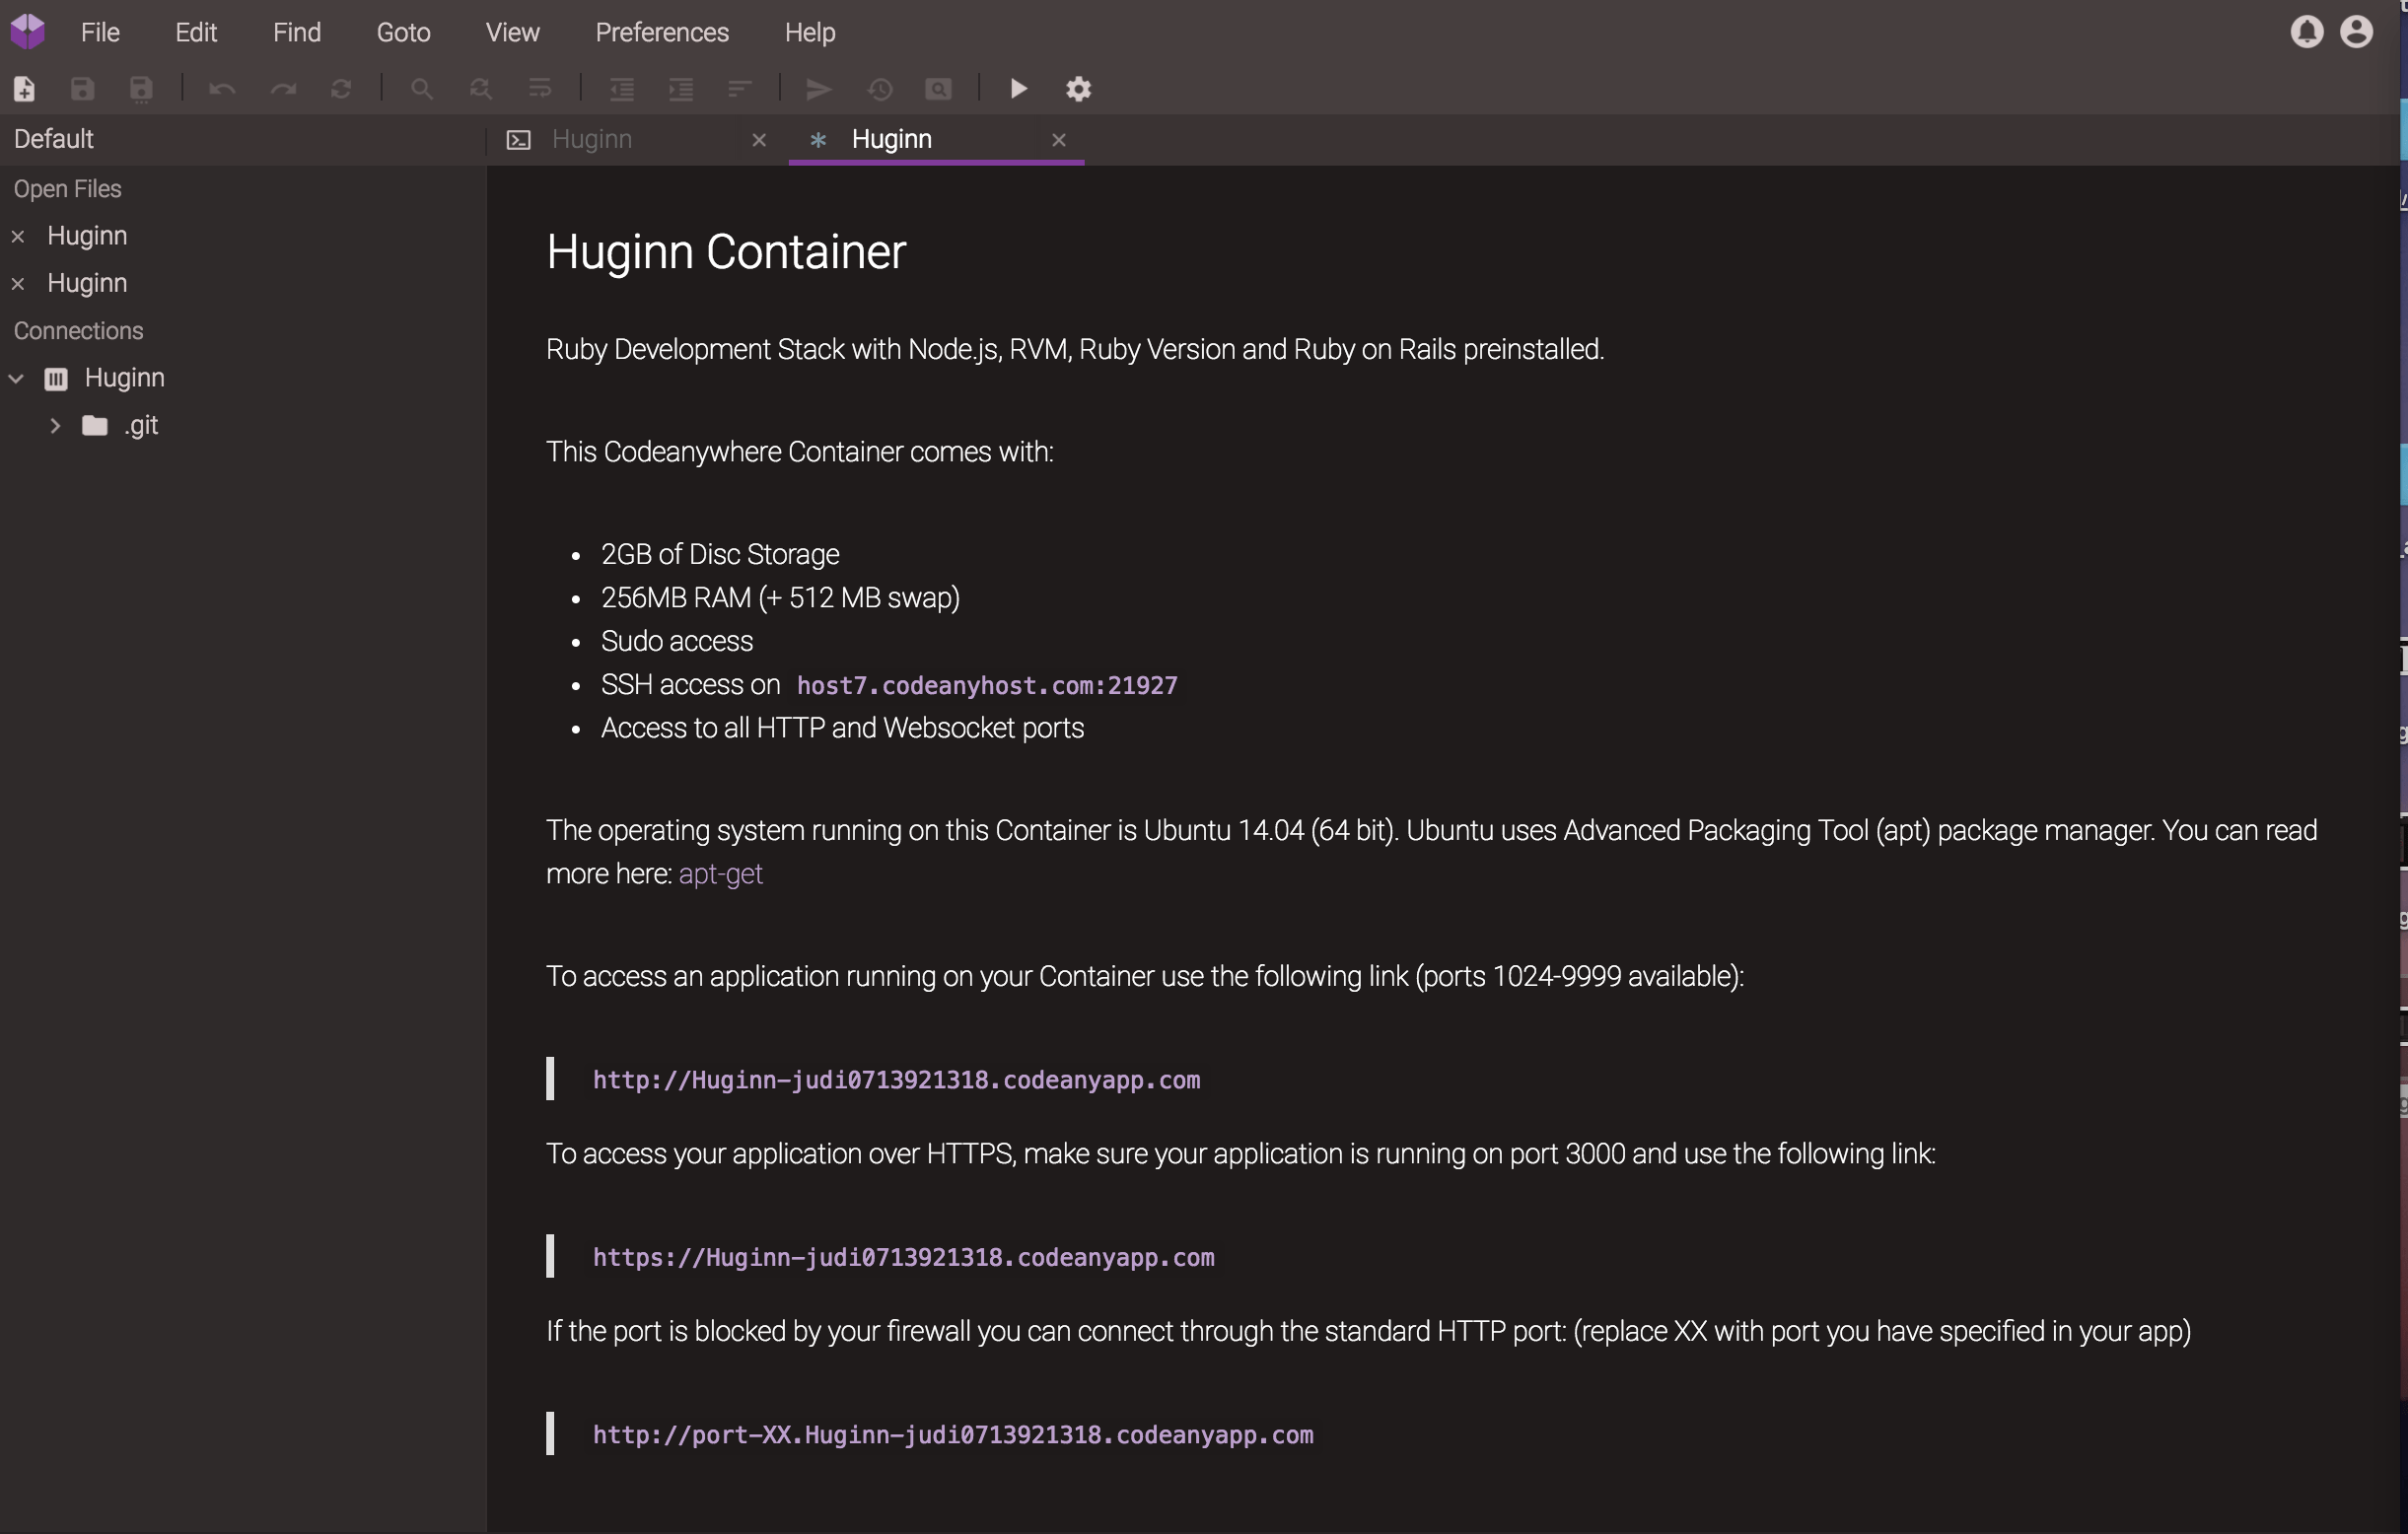 File Edit Find Goto View Preferences Help
Default
Huginn
Huginn
Open Files
Huginn
Huginn
Connections
Huginn
.git
Huginn Container
Ruby Development Stack with Node.js, RVM, Ruby Version and Ruby on Rails preinstalled.
This Codeanywhere Container comes with:
2GB of Disc Storage
256MB RAM (+ 512 MB swap)
Sudo access
SSH access on host7.codeanyhost.com:21927
Access to all HTTP and Websocket ports
The operating system running on this Container is Ubuntu 14.04 (64 bit). Ubuntu uses Advanced Packaging Tool (apt) package manager. You can read
more here: apt-get
To access an application running on your Container use the following link (ports 1024-9999 available):
http://Huginn-judi0713921318.codeanyapp.com
To access your application over HTTPS, make sure your application is running on port 3000 and use the following link:
https://Huginn-judi0713921318.codeanyapp.com
If the port is blocked by your firewall you can connect through the standard HTTP port: (replace XX with port you have specified in your app)
http://port-XX.Huginn-judi0713921318.codeanyapp.com